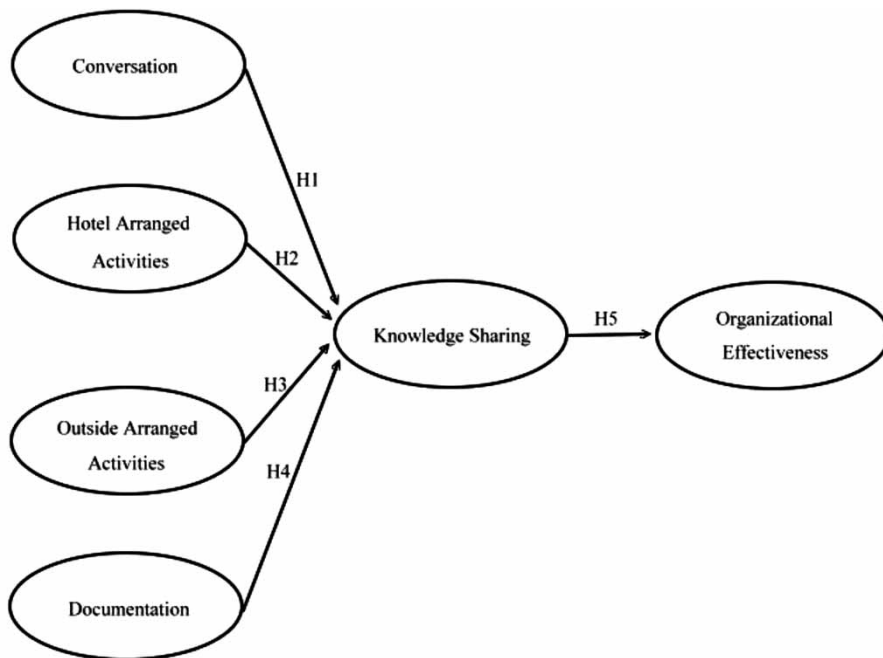 Conversation
H1
Hotel Arranged
Activities
H2
Knowledge Sharing
H5
Organizational
Effectiveness
H3
Outside Arranged
Activities
H4
Documentation